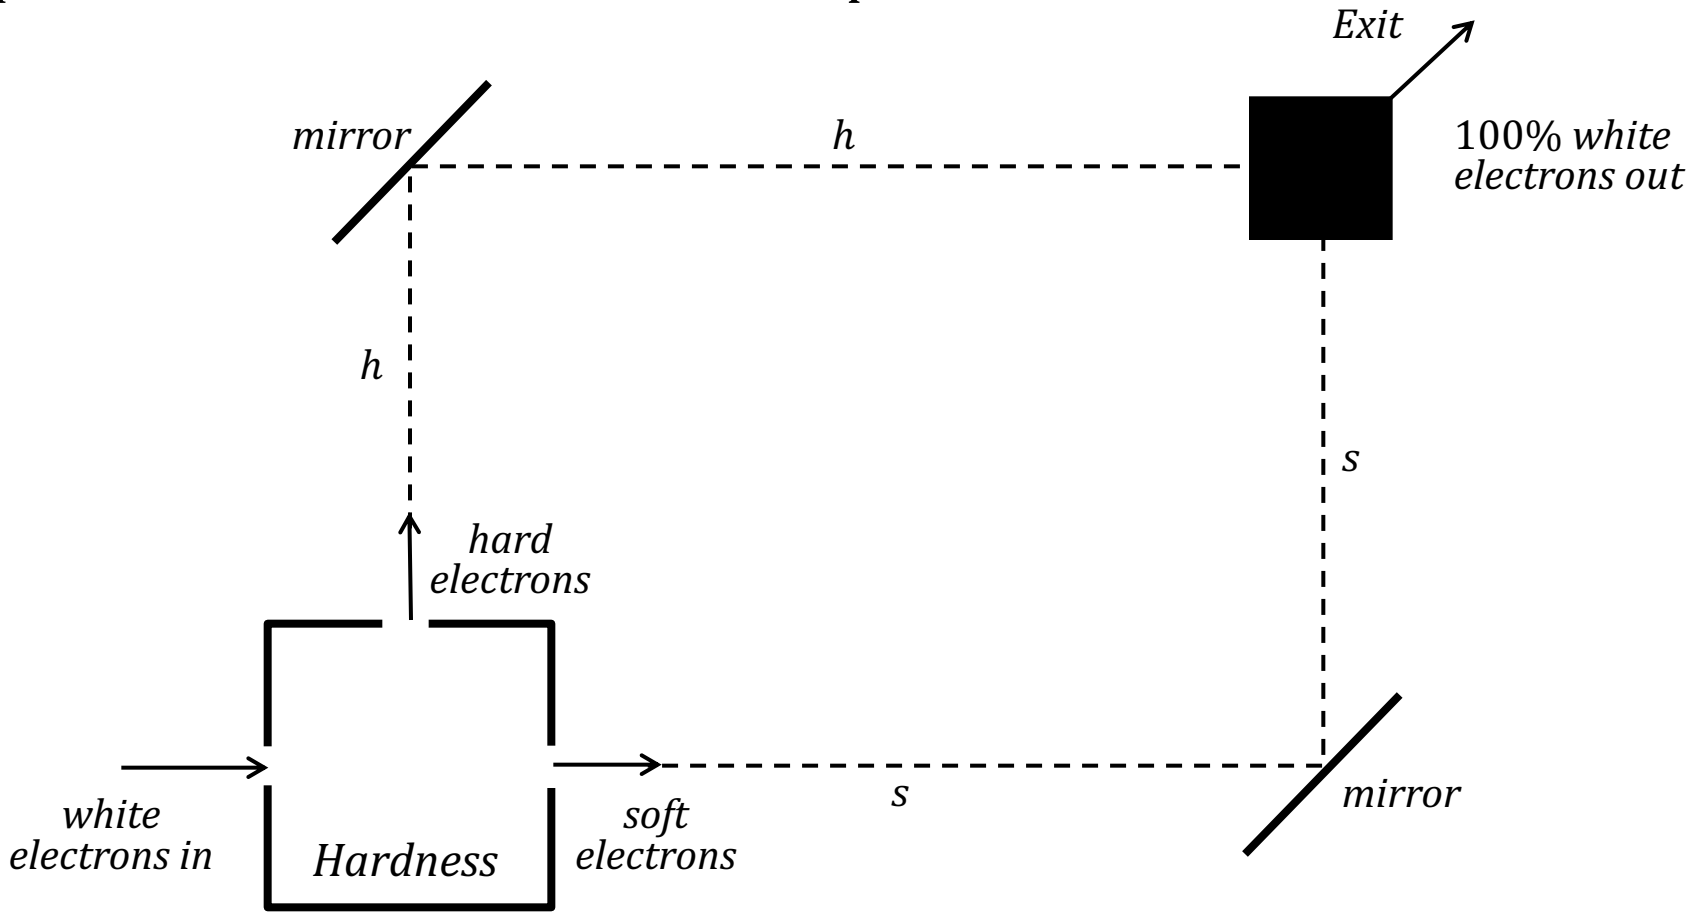 Exit
mirror
h
100% white
electrons out
h
s
hard
electrons
white
electrons in
Hardness
soft
electrons
s
mirror